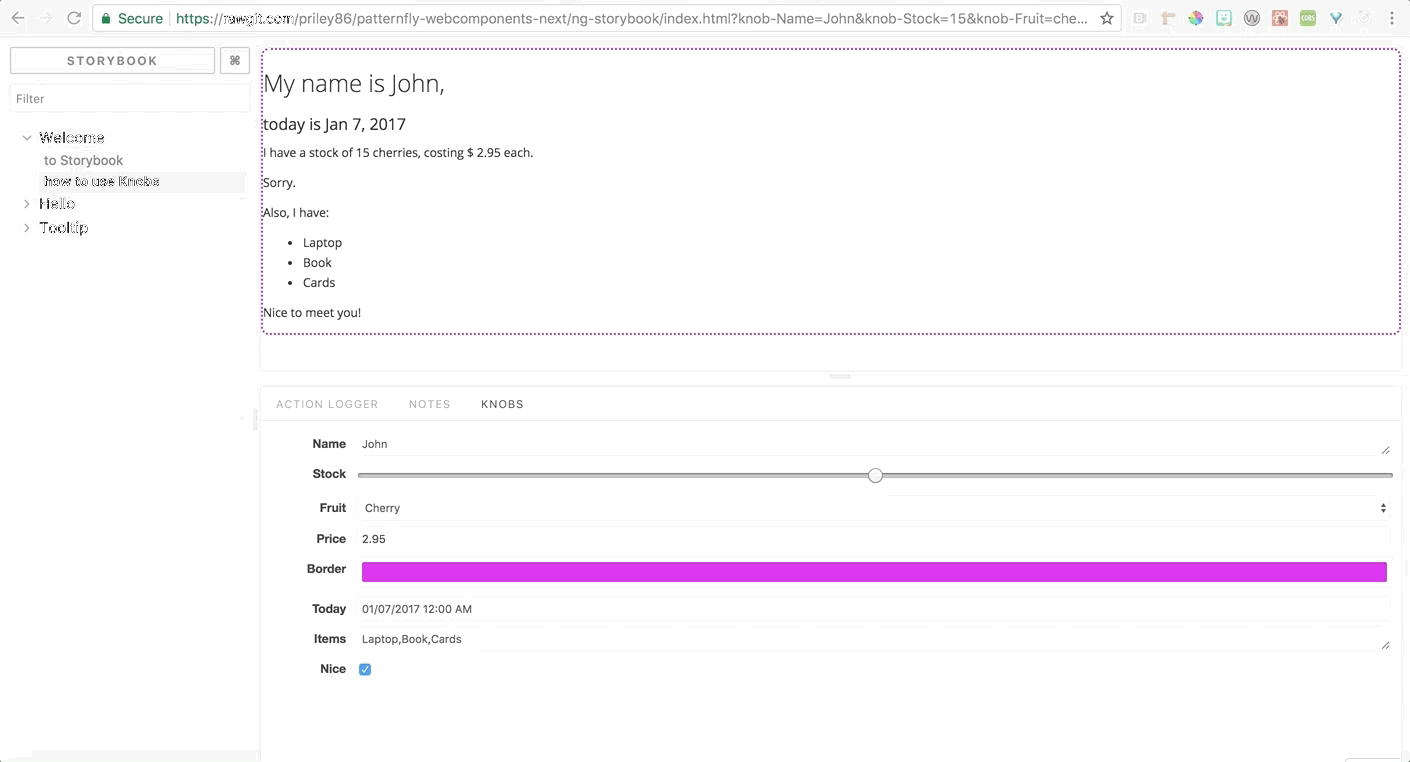 Secure https://rawgit.com/priley86/patternfly-webcomponents-next/ng-storybook/index.html?knob-Name=John&knob-Stock=15&knob-Fruit=che...
STORYBOOK ⌘
Filter
Welcome
to Storybook
how to use Knobs
Hello
Tooltip
My name is John,
today is Jan 7, 2017
I have a stock of 15 cherries, costing $ 2.95 each.
Sorry.
Also, I have:
• Laptop
• Book
• Cards
Nice to meet you!
ACTION LOGGER NOTES KNOBS
Name John
Stock
Fruit Cherry
Price 2.95
Border
Today 01/07/2017 12:00 AM
Items Laptop,Book,Cards
Nice